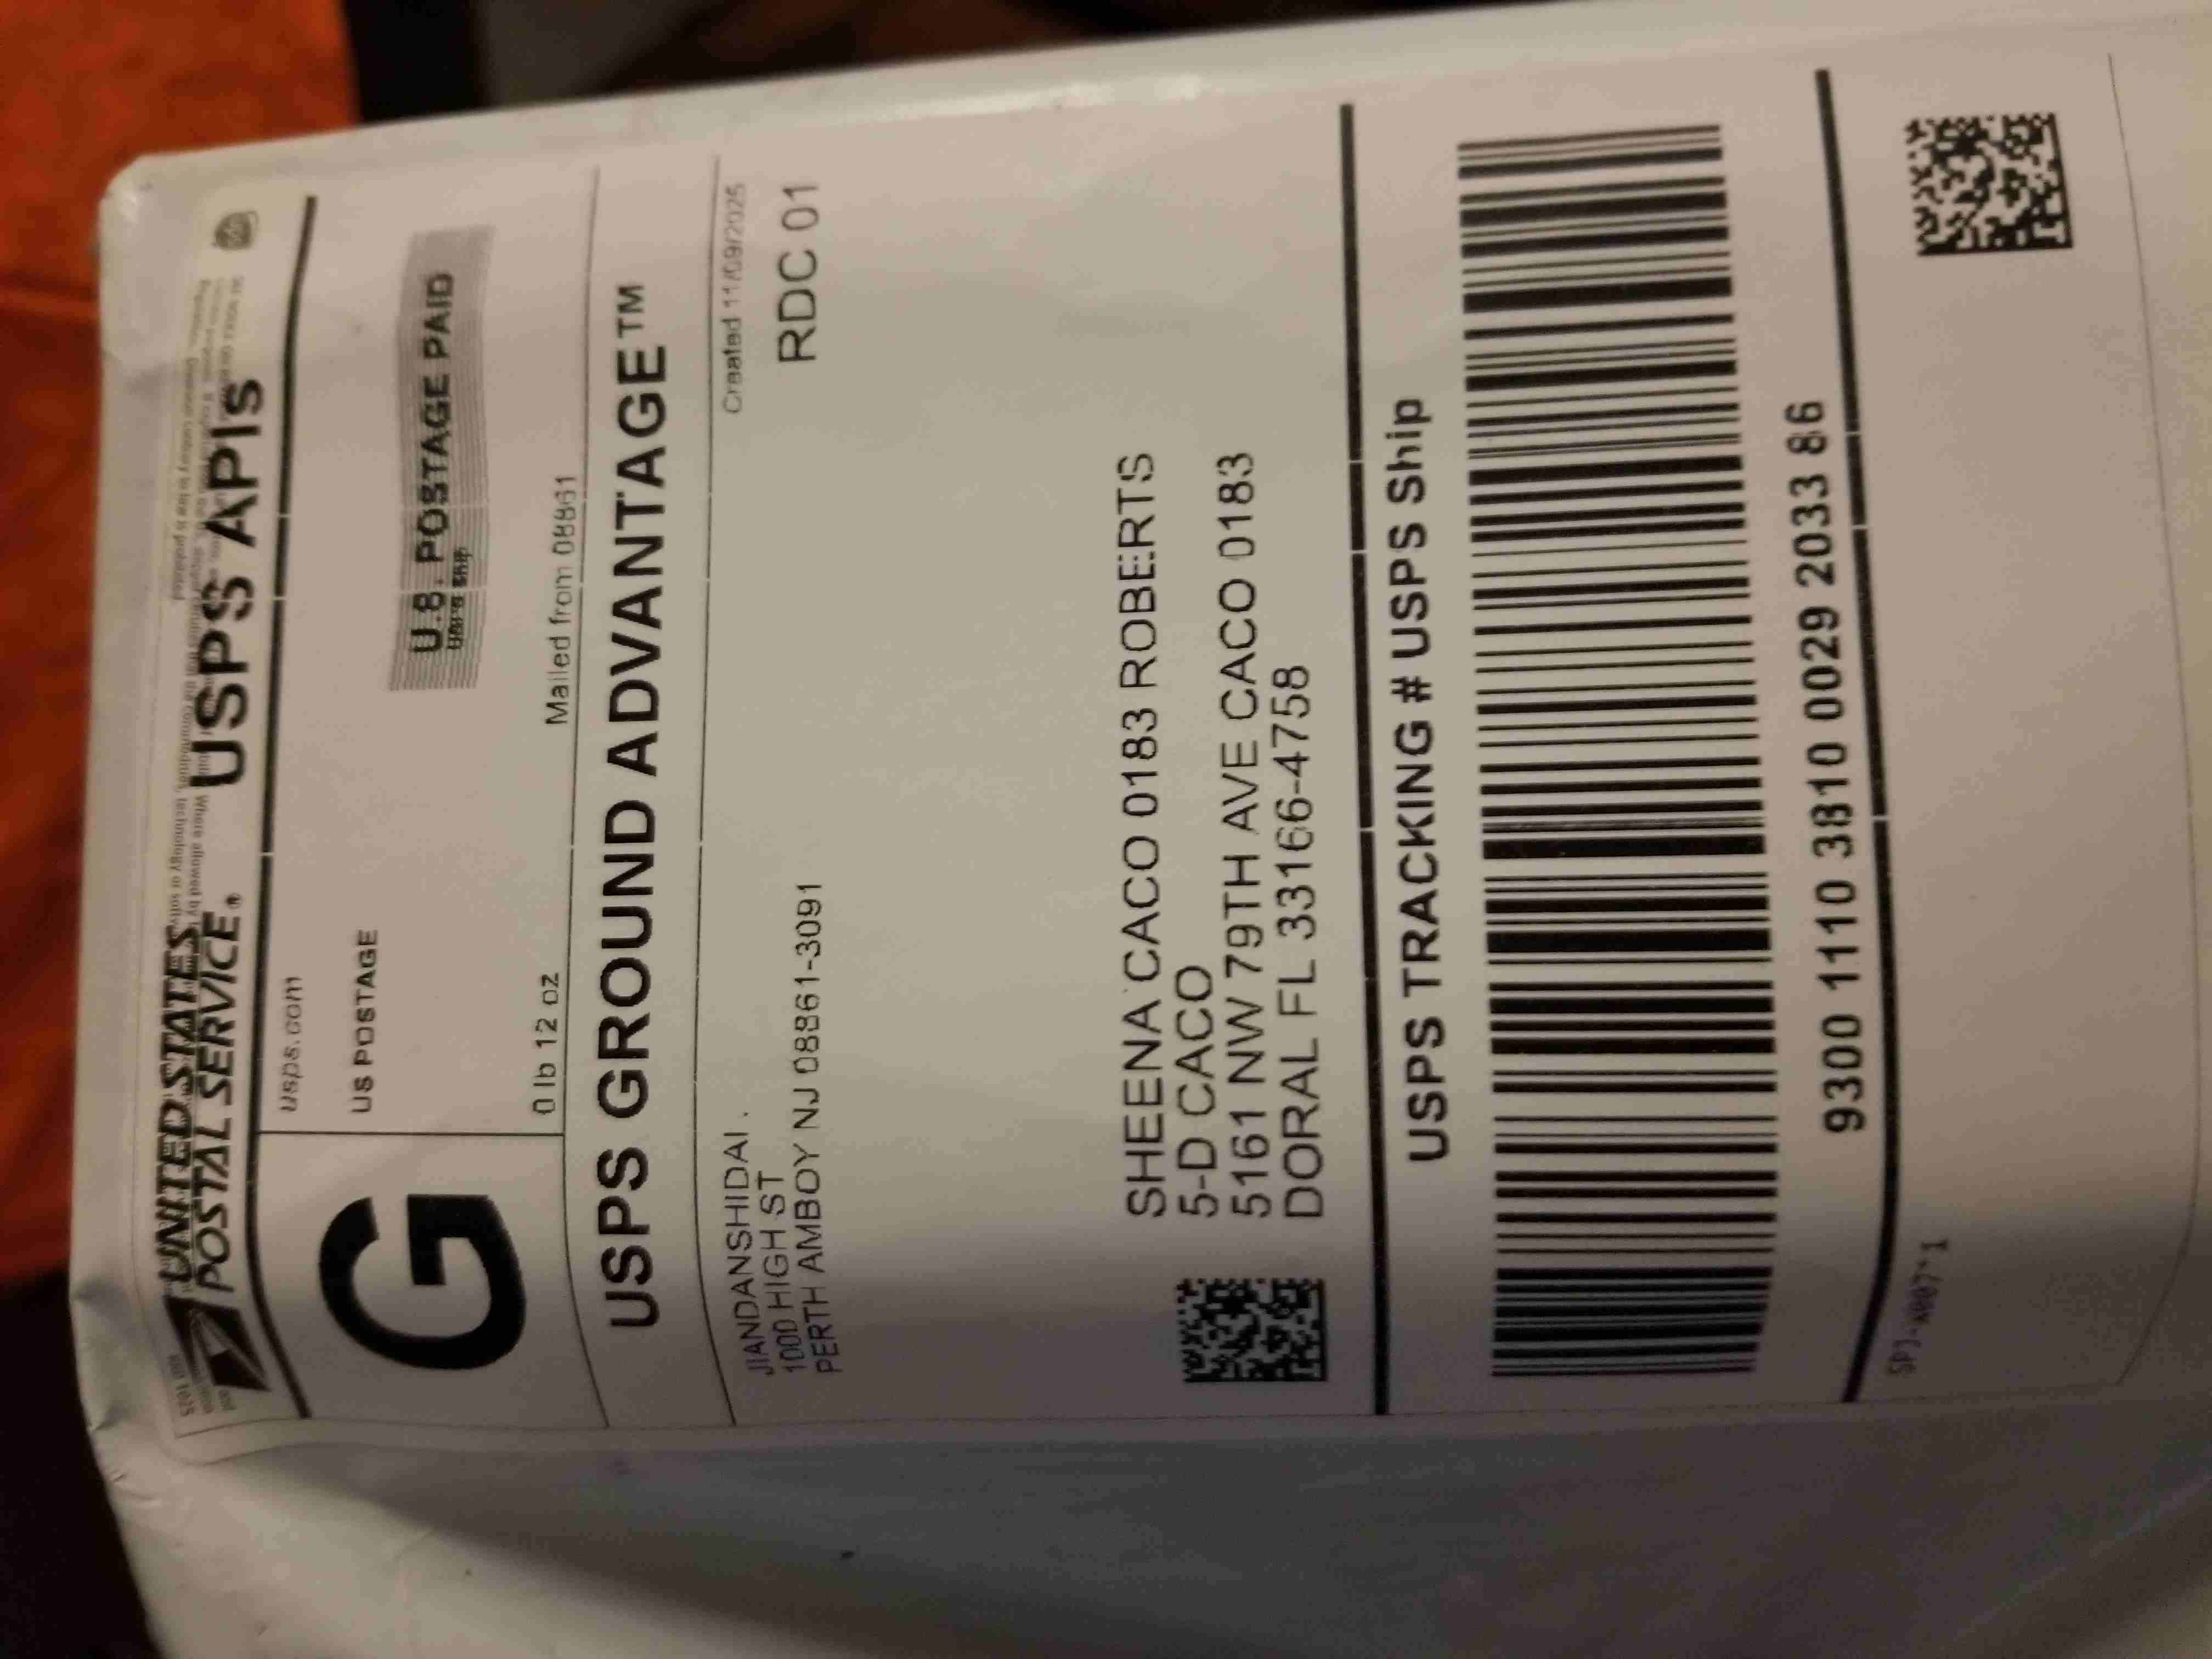 UNITED STATES
POSTAL SERVICE®
USPS APIs
usps.com
US POSTAGE
U.S. POSTAGE PAID
USPS Ship
G
0 lb 12 oz
Mailed from 08861
USPS GROUND ADVANTAGE™
JIANDANSHIDAI .
1000 HIGH ST
PERTH AMBOY NJ 08861-3091
Created 11/09/2025
RDC 01
SHEENA CACO 0183 ROBERTS
5-D CACO
5161 NW 79TH AVE CACO 0183
DORAL FL 33166-4758
USPS TRACKING # USPS Ship
9300 1110 3810 0029 2033 86